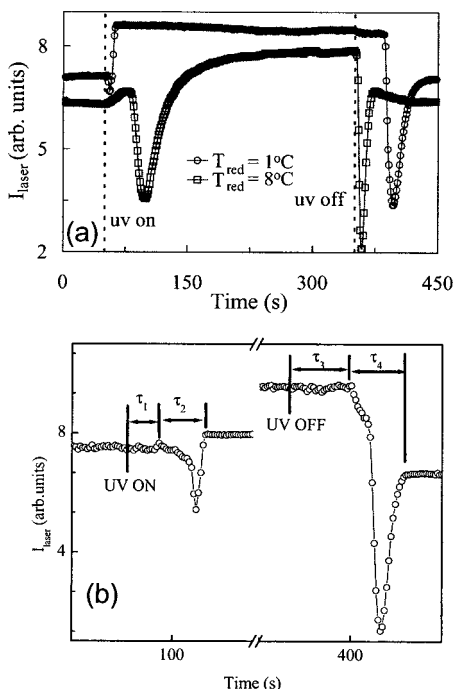 8
5
2
I_laser (arb. units)
T_red = 1°C
T_red = 8°C
uv on
uv off
(a)
0
150
300
450
Time (s)
8
4
I_laser (arb.units)
τ₁
τ₂
τ₃
τ₄
UV ON
UV OFF
(b)
100
400
Time (s)